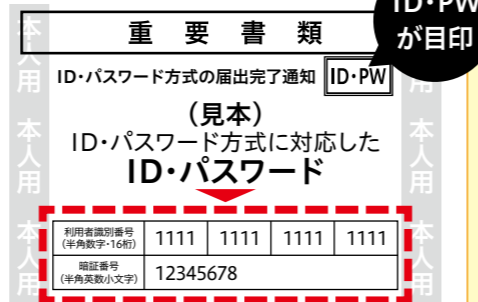 ID・PW
が目印
重要書類
ID・パスワード方式の届出完了通知 ID・PW
(見本)
ID・パスワード方式に対応した
ID・パスワード
利用者識別番号
(半角数字・16桁)
1111 1111 1111 1111
暗証番号
(半角英数小文字)
12345678
本人用 本人用 本人用
本人用 本人用 本人用